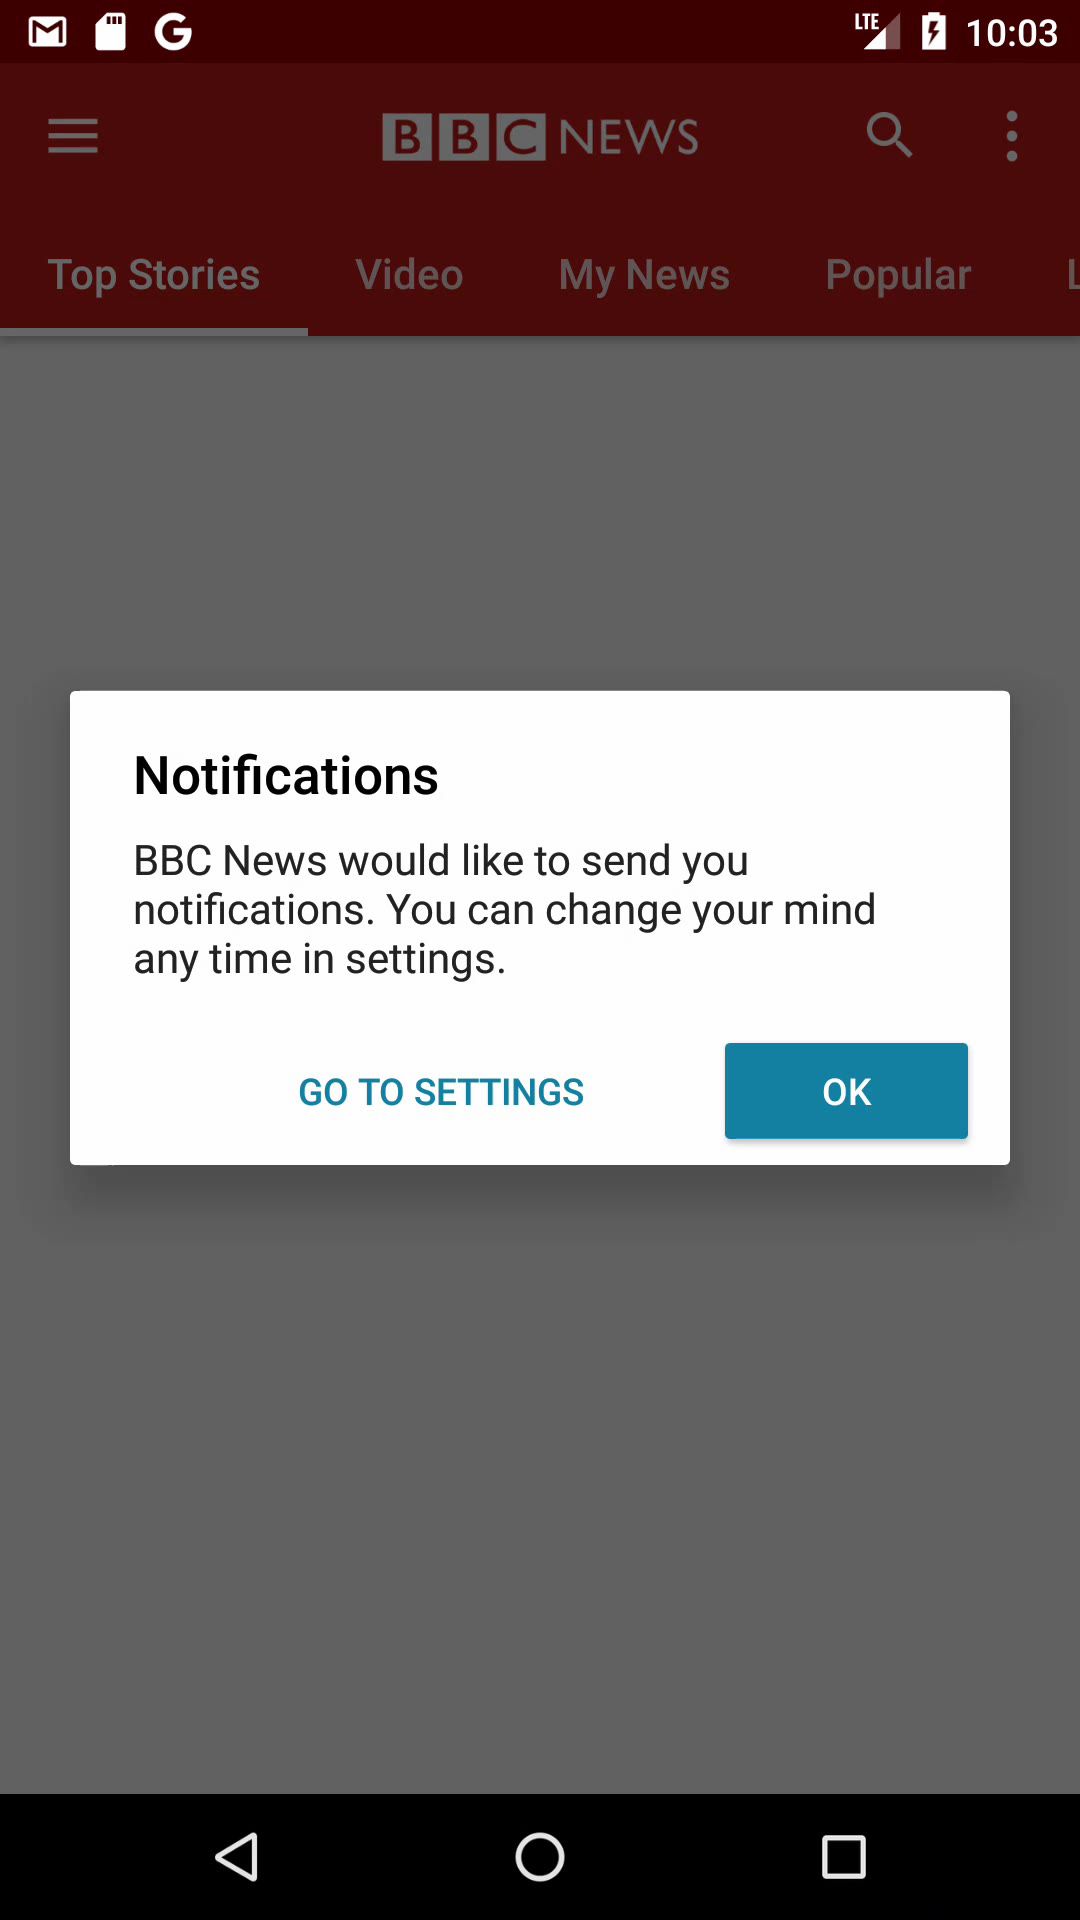 LTE 10:03
BBC NEWS
Top Stories Video My News Popular L
Notifications
BBC News would like to send you
notifications. You can change your mind
any time in settings.
GO TO SETTINGS OK